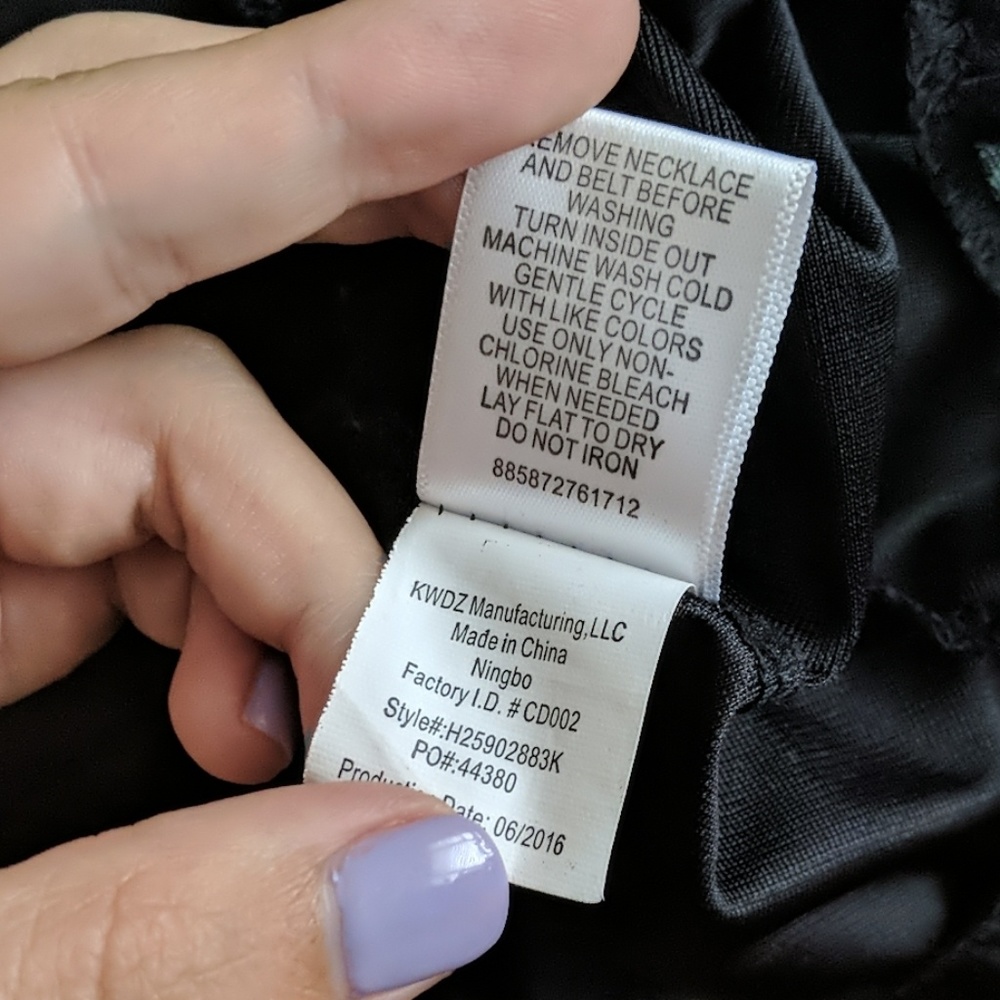 REMOVE NECKLACE
AND BELT BEFORE
WASHING
TURN INSIDE OUT
MACHINE WASH COLD
GENTLE CYCLE
WITH LIKE COLORS
USE ONLY NON-
CHLORINE BLEACH
WHEN NEEDED
LAY FLAT TO DRY
DO NOT IRON
885872761712
KWDZ Manufacturing,LLC
Made in China
Ningbo
Factory I.D. # CD002
Style#:H25902883K
PO#:44380
Production Date: 06/2016